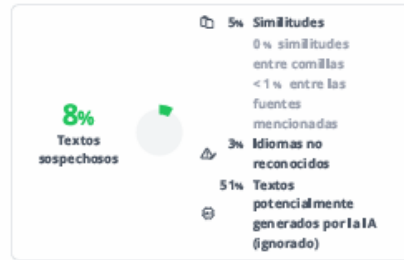 5% Similitudes
0% similitudes
entre comillas
<1% entre las
fuentes
mencionadas
8%
Textos
sospechosos
3% Idiomas no
reconocidos
51% Textos
potencialmente
generados por la IA
(ignorado)